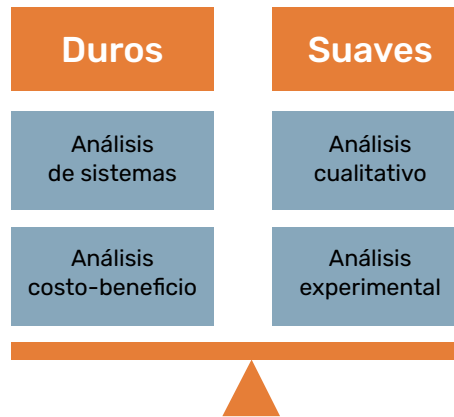 Duros
Suaves
Análisis
de sistemas
Análisis
cualitativo
Análisis
costo-beneficio
Análisis
experimental